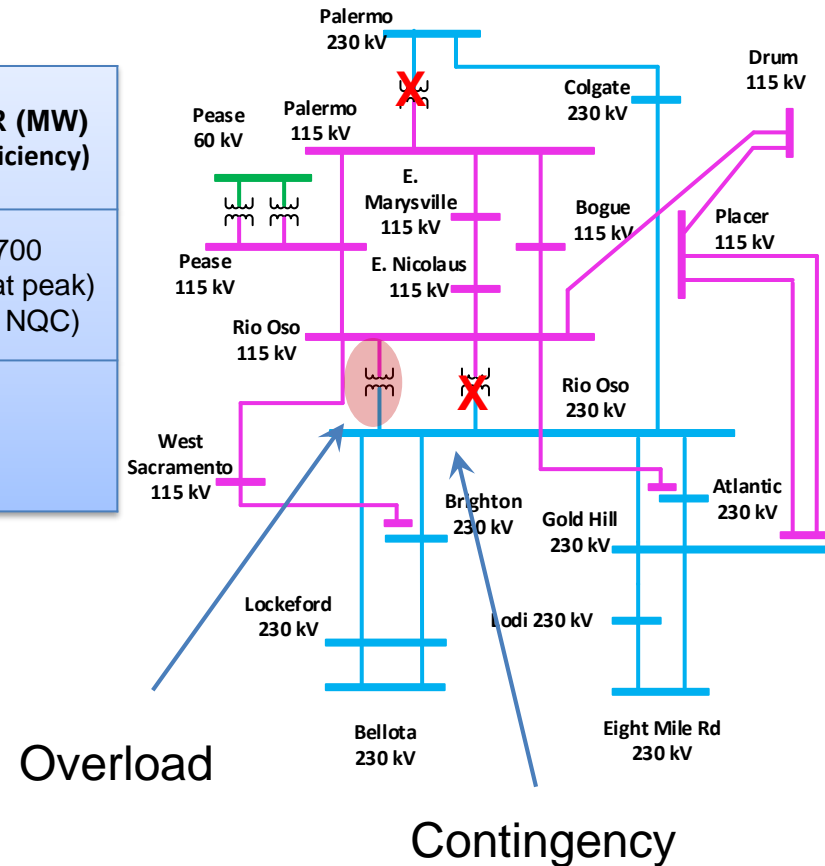 R (MW)
iciency)
700
at peak)
NQC)
Palermo
230 kV
Drum
115 kV
Colgate
230 kV
Pease
60 kV
Palermo
115 kV
E.
Marysville
115 kV
Bogue
115 kV
Placer
115 kV
Pease
115 kV
E. Nicolaus
115 kV
Rio Oso
115 kV
Rio Oso
230 kV
West
Sacramento
115 kV
Brighton
230 kV
Atlantic
230 kV
Gold Hill
230 kV
Lockeford
230 kV
Lodi 230 kV
Bellota
230 kV
Eight Mile Rd
230 kV
Overload
Contingency